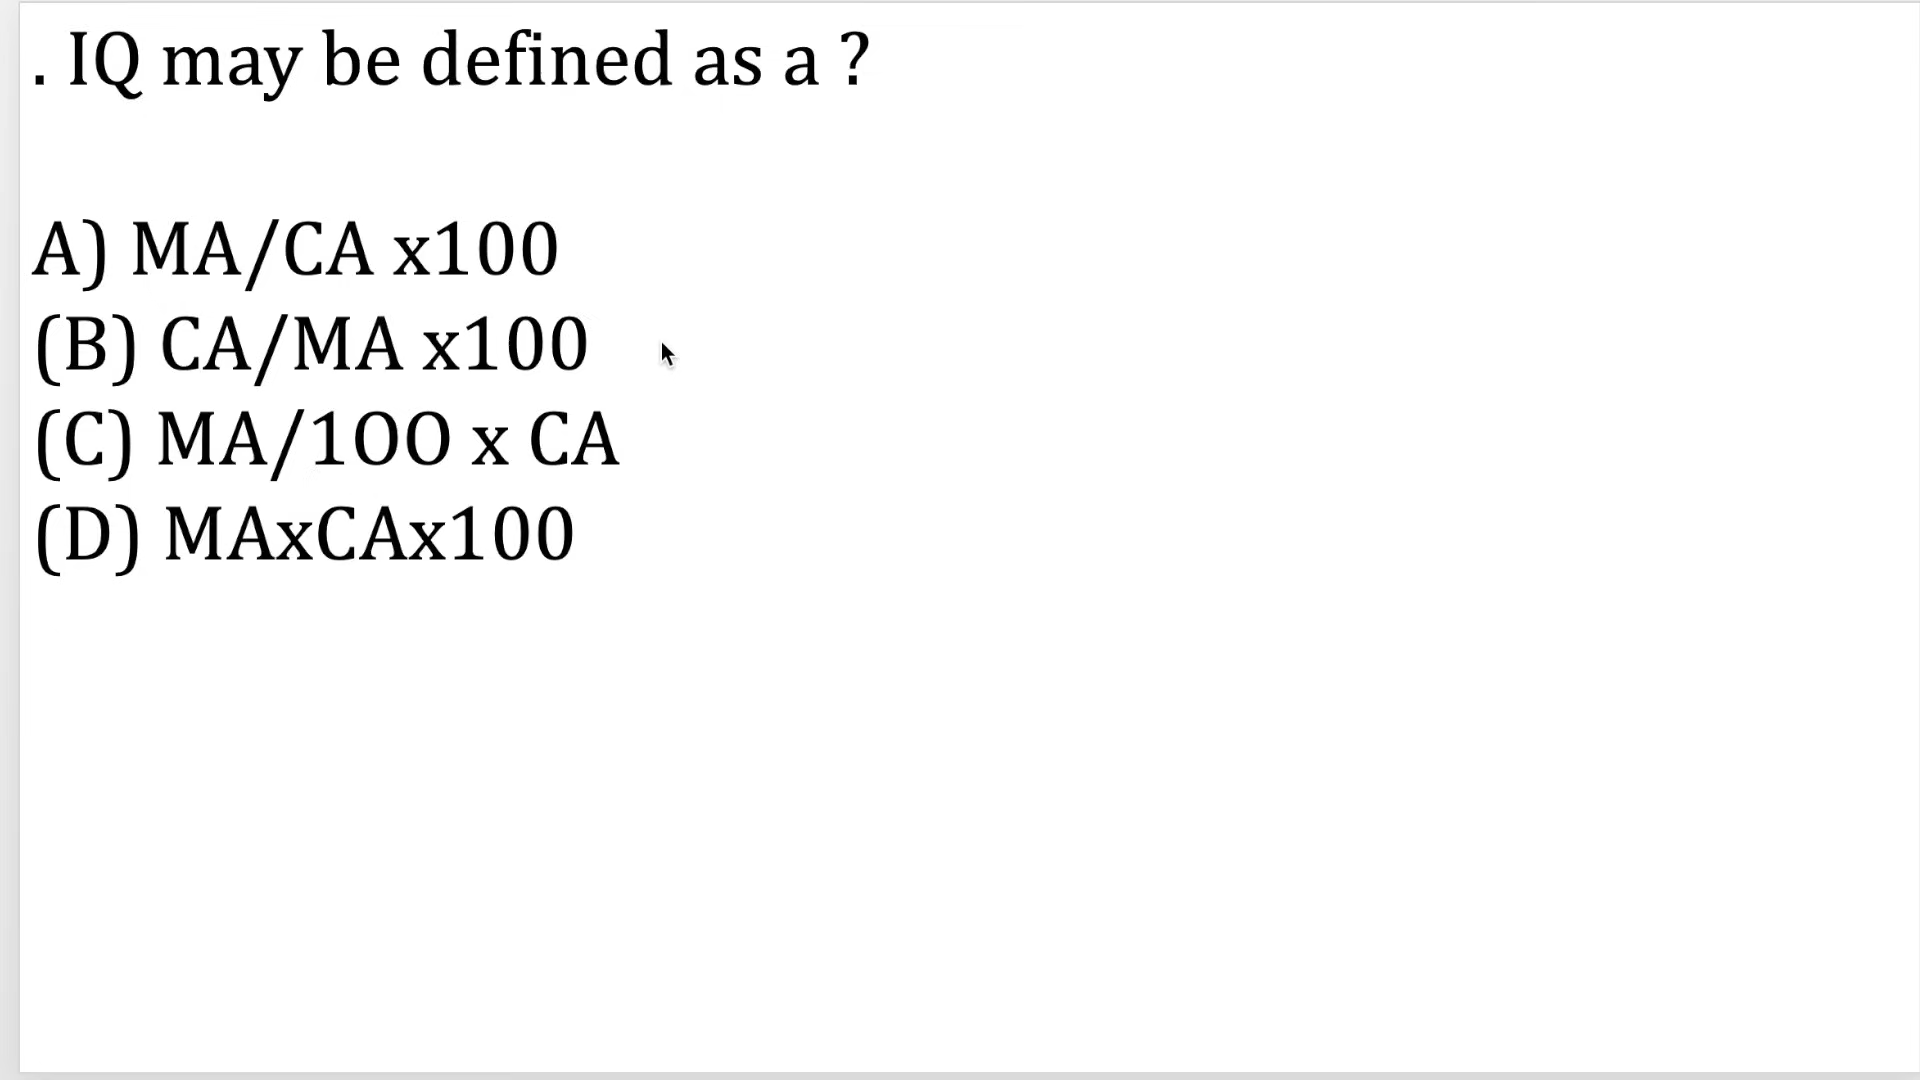 . IQ may be defined as a ?
A) MA/CA x100
(B) CA/MA x100
(C) MA/1OO x CA
(D) MAxCAx100